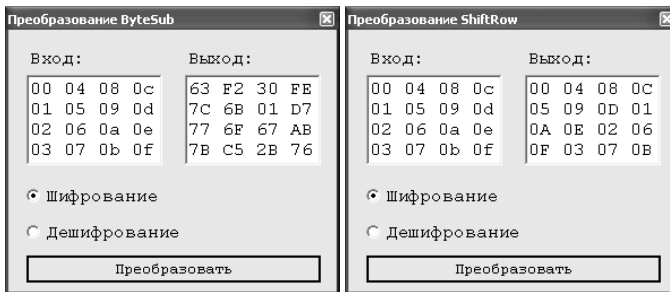 Преобразование ByteSub
Вход: Выход:
00 04 08 0c 63 F2 30 FE
01 05 09 0d 7C 6B 01 D7
02 06 0a 0e 77 6F 67 AB
03 07 0b 0f 7B C5 2B 76
Шифрование
Дешифрование
Преобразовать
Преобразование ShiftRow
Вход: Выход:
00 04 08 0c 00 04 08 0C
01 05 09 0d 05 09 0D 01
02 06 0a 0e 0A 0E 02 06
03 07 0b 0f 0F 03 07 0B
Шифрование
Дешифрование
Преобразовать